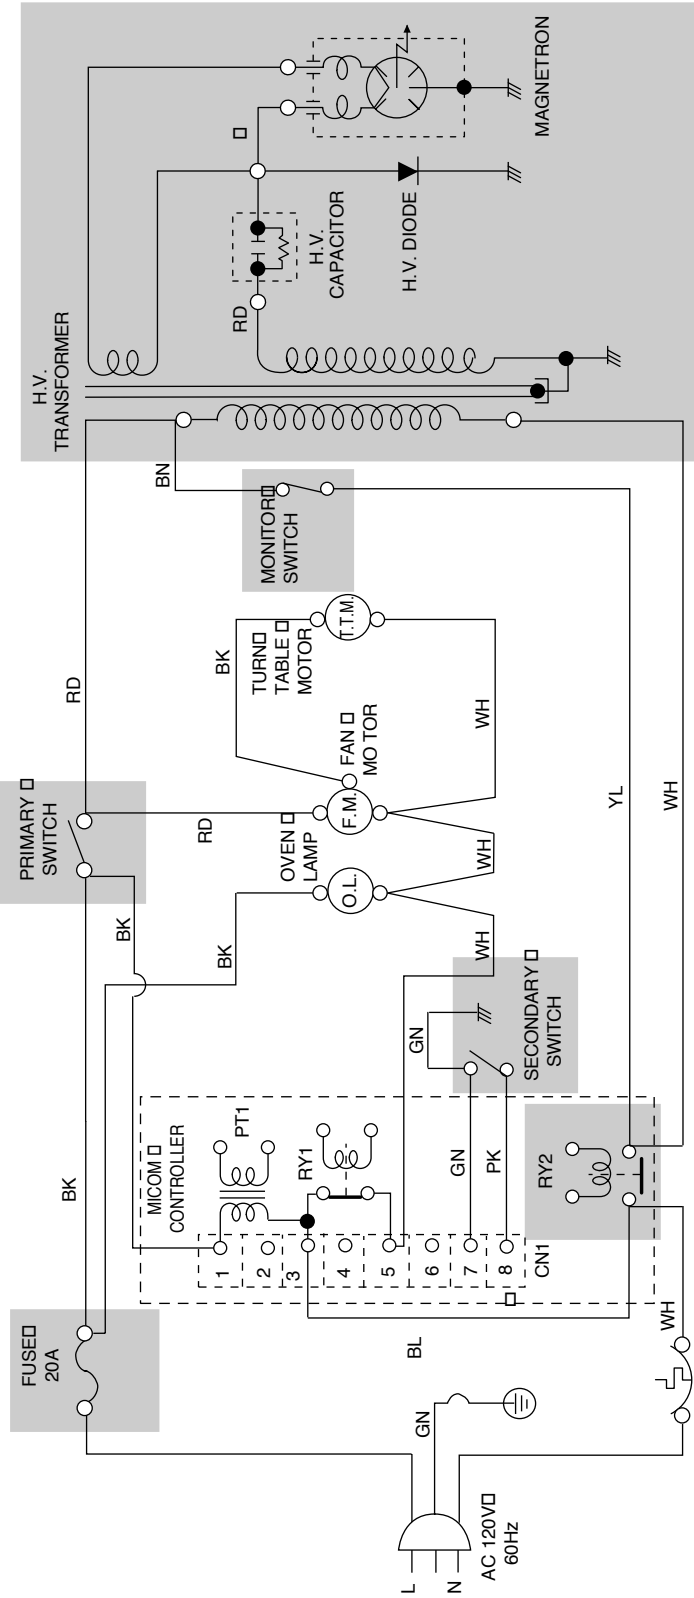 H.V.
TRANSFORMER
RD
H.V.
CAPACITOR
H.V. DIODE
MAGNETRON
BN
MONITOR
SWITCH
RD
BK
TURN
TABLE
MOTOR
T.T.M.
WH
PRIMARY
SWITCH
RD
OVEN
LAMP
FAN
MO TOR
F.M.
O.L.
WH
YL
WH
BK
BK
WH
GN
SECONDARY
SWITCH
BK
MICOM
CONTROLLER
PT1
RY1
GN
PK
RY2
1
2
3
4
5
6
7
8
CN1
FUSE
20A
BL
WH
GN
L
N
AC 120V
60Hz